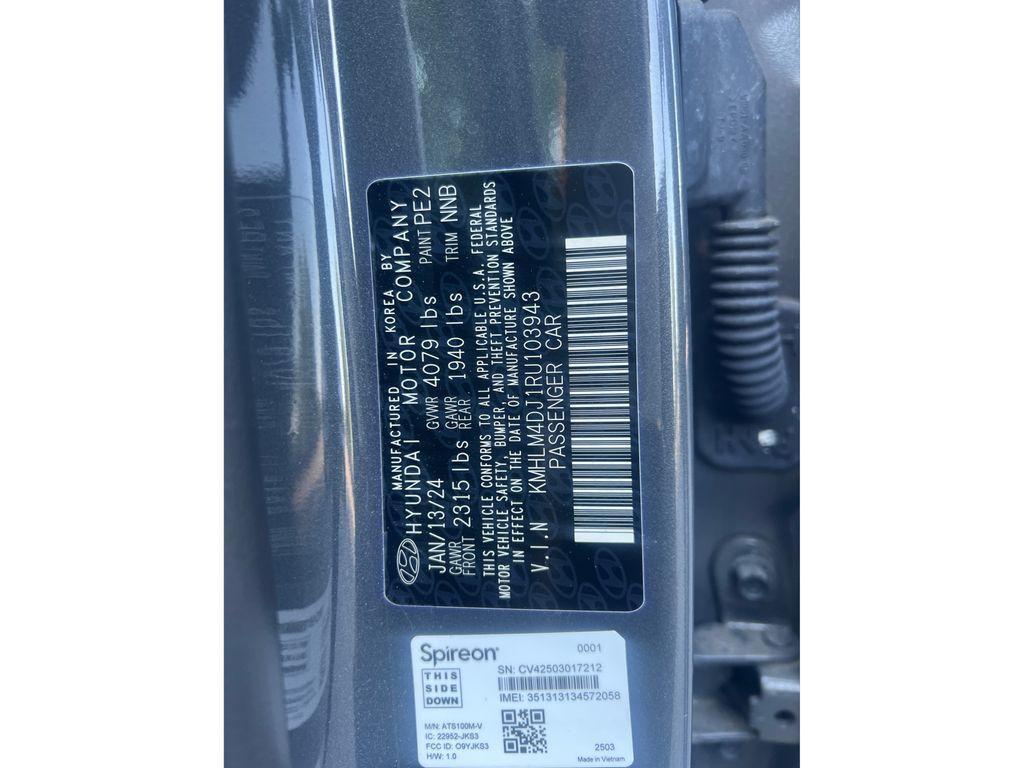 MANUFACTURED IN KOREA BY
HYUNDAI MOTOR COMPANY
JAN/13/24 GVWR 4079 lbs PAINT PE2
GAWR FRONT 2315 lbs GAWR REAR 1940 lbs TRIM NNB
THIS VEHICLE CONFORMS TO ALL APPLICABLE U.S.A. FEDERAL
MOTOR VEHICLE SAFETY, BUMPER, AND THEFT PREVENTION STANDARDS
IN EFFECT ON THE DATE OF MANUFACTURE SHOWN ABOVE
V.I.N KMHLM4DJ1RU103943
PASSENGER CAR
Spireon 0001
SN: CV42503017212
THIS
SIDE
DOWN
IMEI: 351313134572058
M/N: ATS100M-V
IC: 22952-JKS3
FCC ID: O9YJKS3
H/W: 1.0
2503
Made in Vietnam